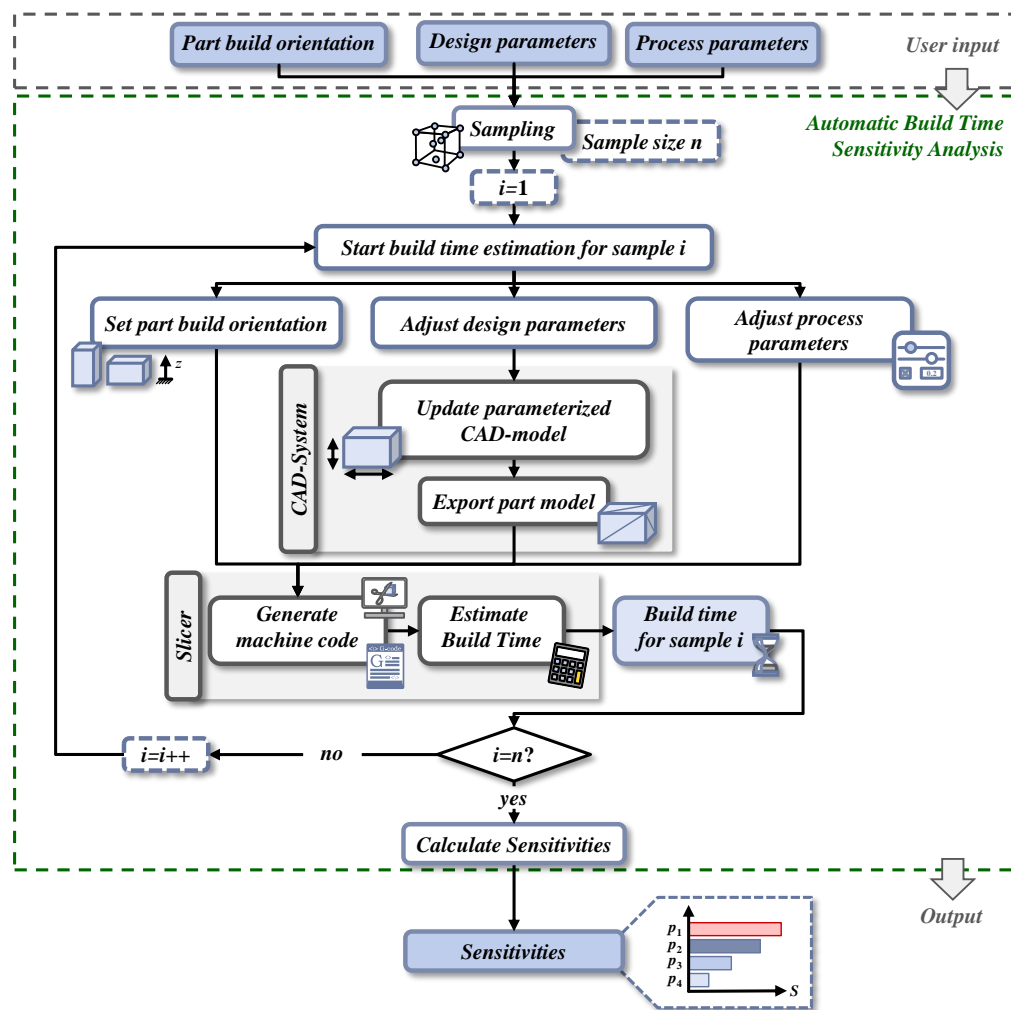 Part build orientation
Design parameters
Process parameters
User input
Automatic Build Time
Sensitivity Analysis
Sampling
Sample size n
i=1
Start build time estimation for sample i
Set part build orientation
Adjust design parameters
Adjust process
parameters
z
0.2
CAD-System
Update parameterized
CAD-model
Export part model
Slicer
Generate
machine code
<> G-code <>
G
Estimate
Build Time
Build time
for sample i
i=i++
no
i=n?
yes
Calculate Sensitivities
Output
Sensitivities
p1
p2
p3
p4
S